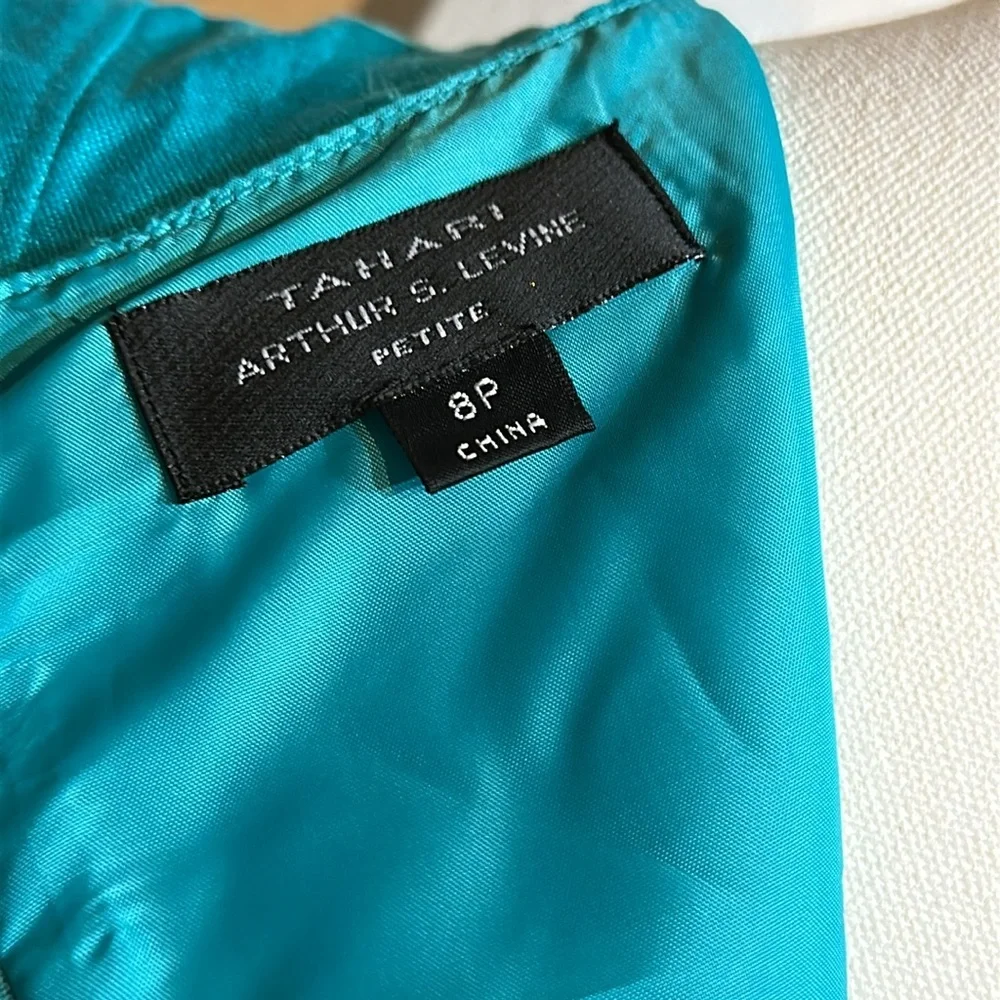 TAHARI
ARTHUR S. LEVINE
PETITE
8P
CHINA